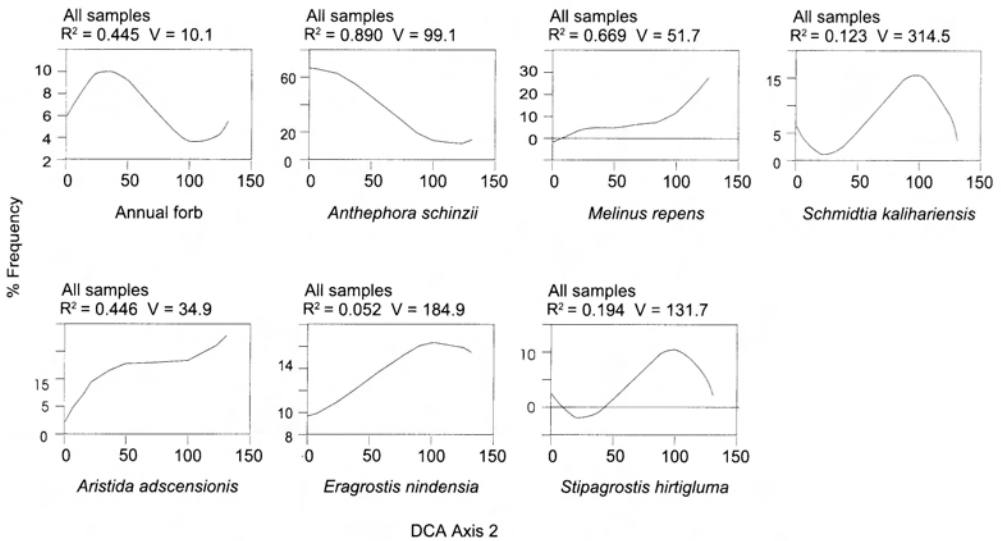 All samples
R² = 0.445 V = 10.1
10
8
6
4
2
0 50 100 150
Annual forb
All samples
R² = 0.890 V = 99.1
60
20
0
0 50 100 150
Anthephora schinzii
All samples
R² = 0.669 V = 51.7
30
20
10
0
0 50 100 150
Melinus repens
All samples
R² = 0.123 V = 314.5
15
5
0
0 50 100 150
Schmidtia kalihariensis
% Frequency
All samples
R² = 0.446 V = 34.9
15
5
0
0 50 100 150
Aristida adscensionis
All samples
R² = 0.052 V = 184.9
14
10
8
0 50 100 150
Eragrostis nindensia
All samples
R² = 0.194 V = 131.7
10
0
0 50 100 150
Stipagrostis hirtigluma
DCA Axis 2